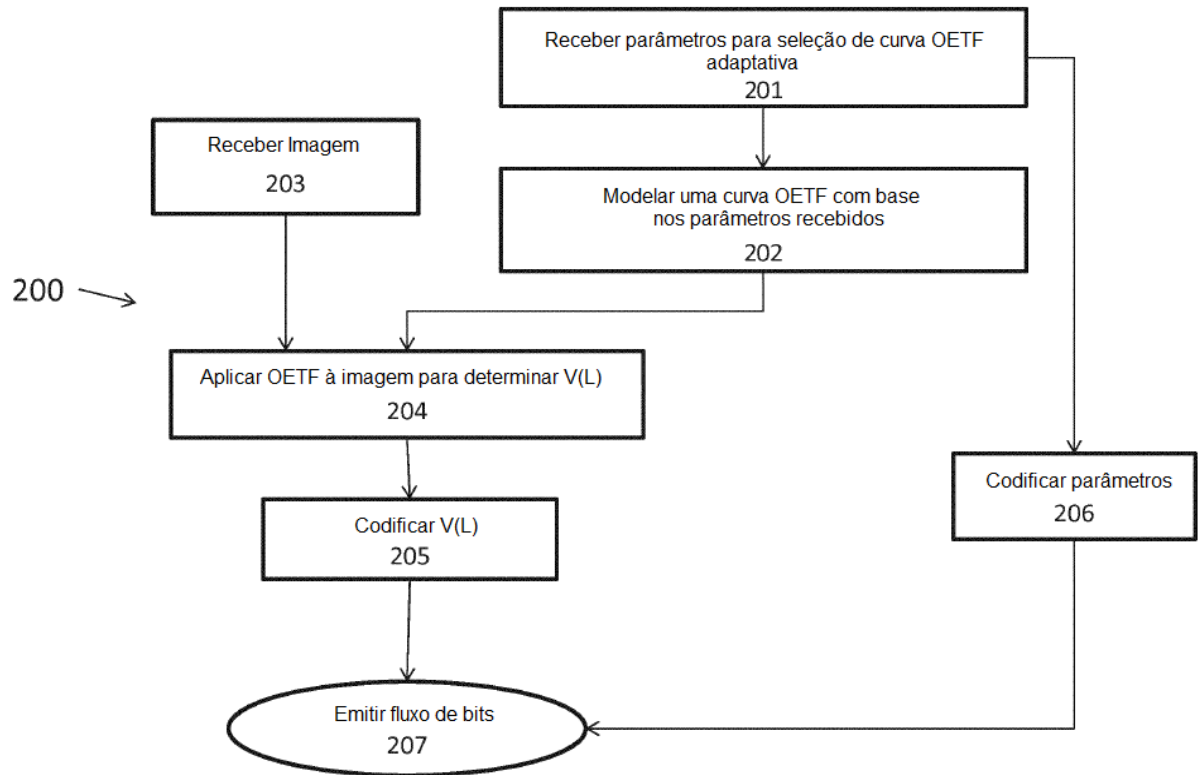 Receber parâmetros para seleção de curva OETF
adaptativa
201
Receber Imagem
203
Modelar uma curva OETF com base
nos parâmetros recebidos
202
200
Aplicar OETF à imagem para determinar V(L)
204
Codificar V(L)
205
Codificar parâmetros
206
Emitir fluxo de bits
207